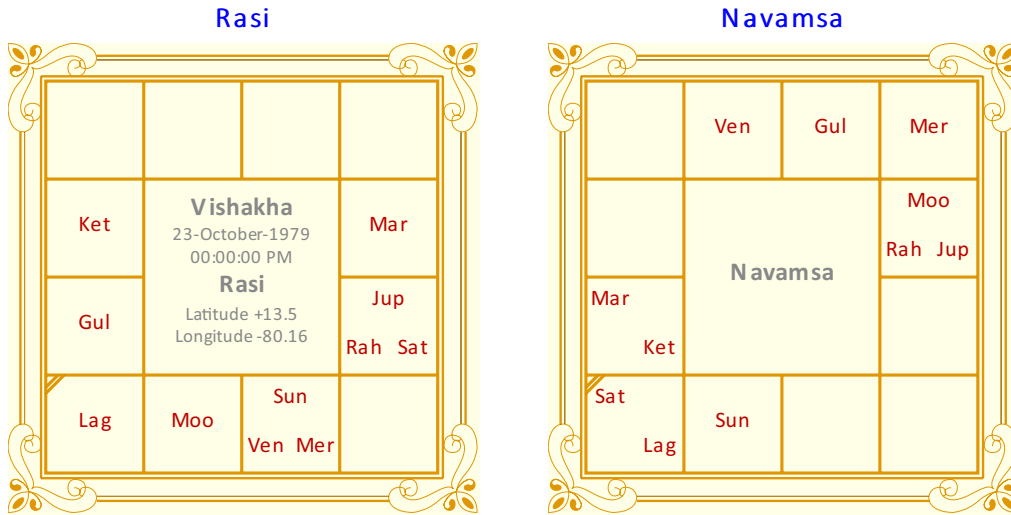 Rasi
Navamsa
Ket
Vishakha
23-October-1979
00:00:00 PM
Rasi
Latitude +13.5
Longitude -80.16
Mar
Gul
Jup
Rah Sat
Lag
Moo
Sun
Ven Mer
Ven
Gul
Mer
Moo
Rah Jup
Navamsa
Mar
Ket
Sat
Lag
Sun